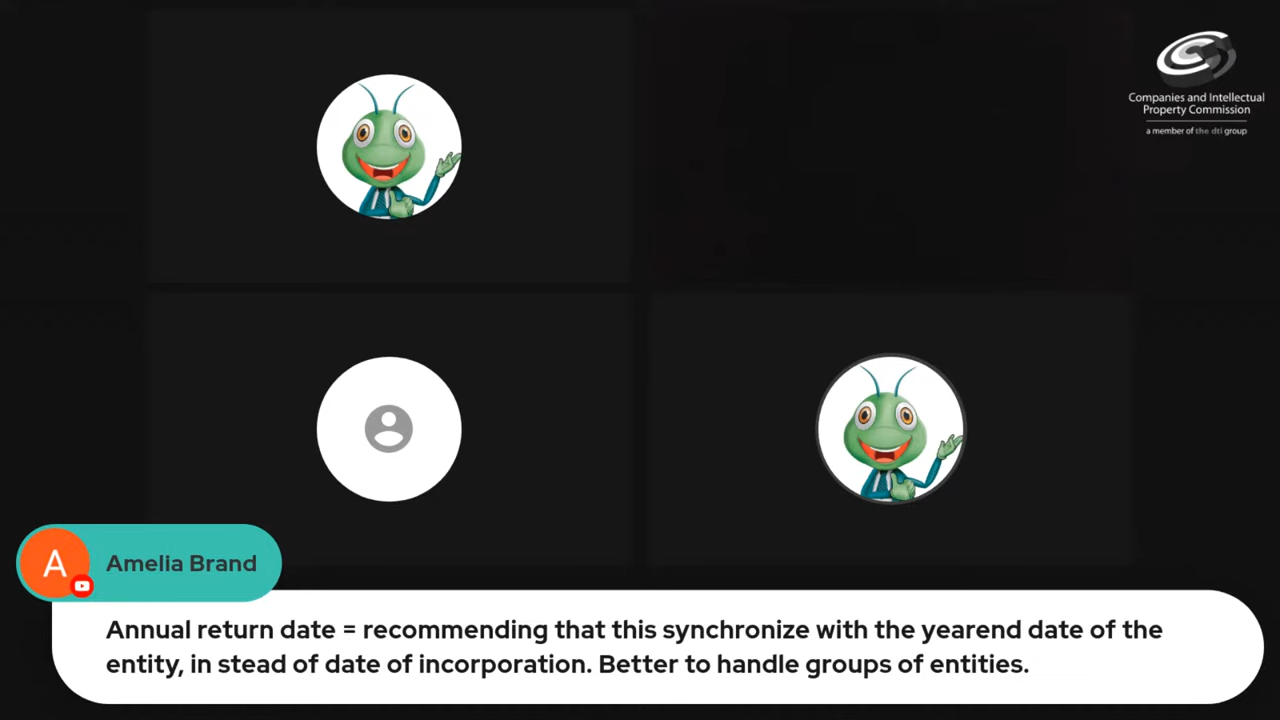 Companies and Intellectual
Property Commission
a member of the dti group
A
Amelia Brand
Annual return date = recommending that this synchronize with the yearend date of the
entity, in stead of date of incorporation. Better to handle groups of entities.